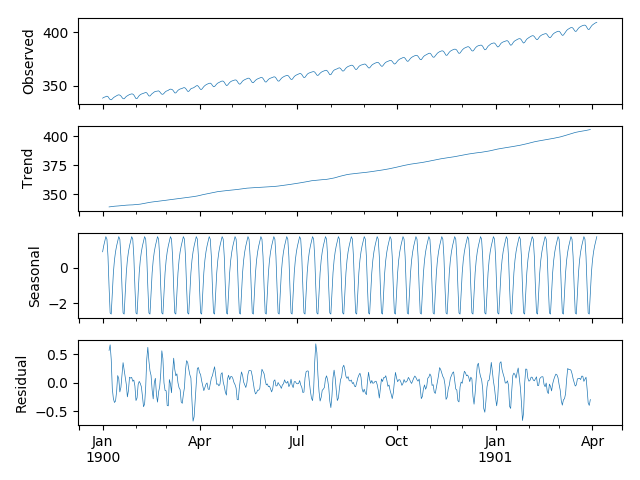 Observed
400
350
Trend
400
375
350
Seasonal
0
−2
Residual
0.5
0.0
−0.5
Jan Apr Jul Oct Jan Apr
1900 1901